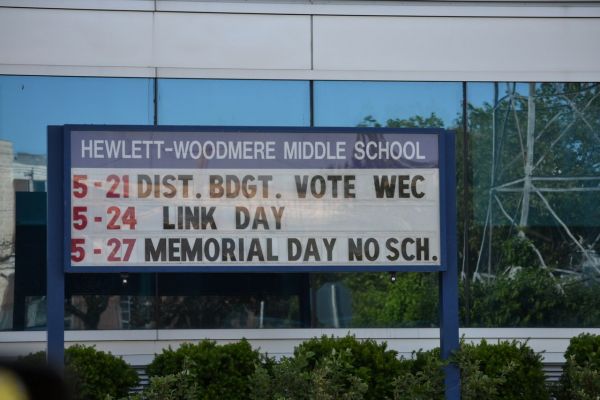 HEWLETT-WOODMERE MIDDLE SCHOOL
5-21 DIST. BDGT. VOTE WEC
5-24 LINK DAY
5-27 MEMORIAL DAY NO SCH.